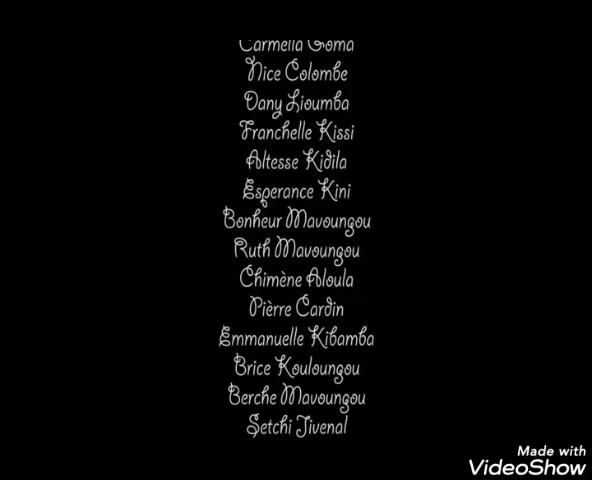 Carmella Goma
Nice Colombe
Dany Lioumba
Franchelle Kissi
Altesse Kidila
Esperance Kini
Bonheur Mavoungou
Ruth Mavoungou
Chimène Aloula
Pièrre Cardin
Emmanuelle Kibamba
Brice Kouloungou
Berche Mavoungou
Setchi Jivenal
Made with
VideoShow